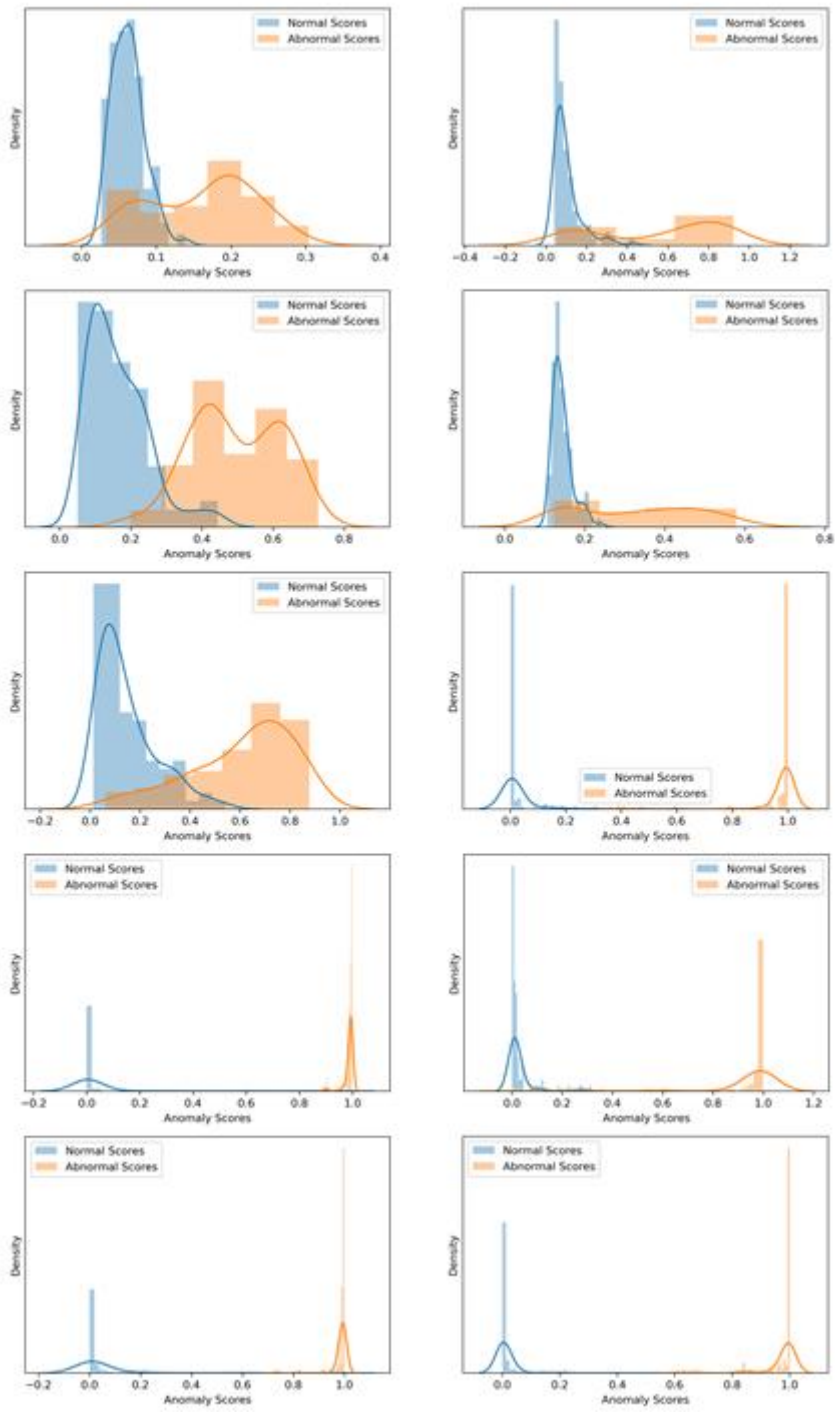 Normal Scores
Abnormal Scores
Density
0.0 0.1 0.2 0.3 0.4
Anomaly Scores
Normal Scores
Abnormal Scores
Density
−0.4 −0.2 0.0 0.2 0.4 0.6 0.8 1.0 1.2
Anomaly Scores
Normal Scores
Abnormal Scores
Density
0.0 0.2 0.4 0.6 0.8
Anomaly Scores
Normal Scores
Abnormal Scores
Density
0.0 0.2 0.4 0.6 0.8
Anomaly Scores
Normal Scores
Abnormal Scores
Density
−0.2 0.0 0.2 0.4 0.6 0.8 1.0
Anomaly Scores
Normal Scores
Abnormal Scores
Density
0.0 0.2 0.4 0.6 0.8 1.0
Anomaly Scores
Normal Scores
Abnormal Scores
Density
−0.2 0.0 0.2 0.4 0.6 0.8 1.0
Anomaly Scores
Normal Scores
Abnormal Scores
Density
0.0 0.2 0.4 0.6 0.8 1.0 1.2
Anomaly Scores
Normal Scores
Abnormal Scores
Density
−0.2 0.0 0.2 0.4 0.6 0.8 1.0
Anomaly Scores
Normal Scores
Abnormal Scores
Density
0.0 0.2 0.4 0.6 0.8 1.0
Anomaly Scores